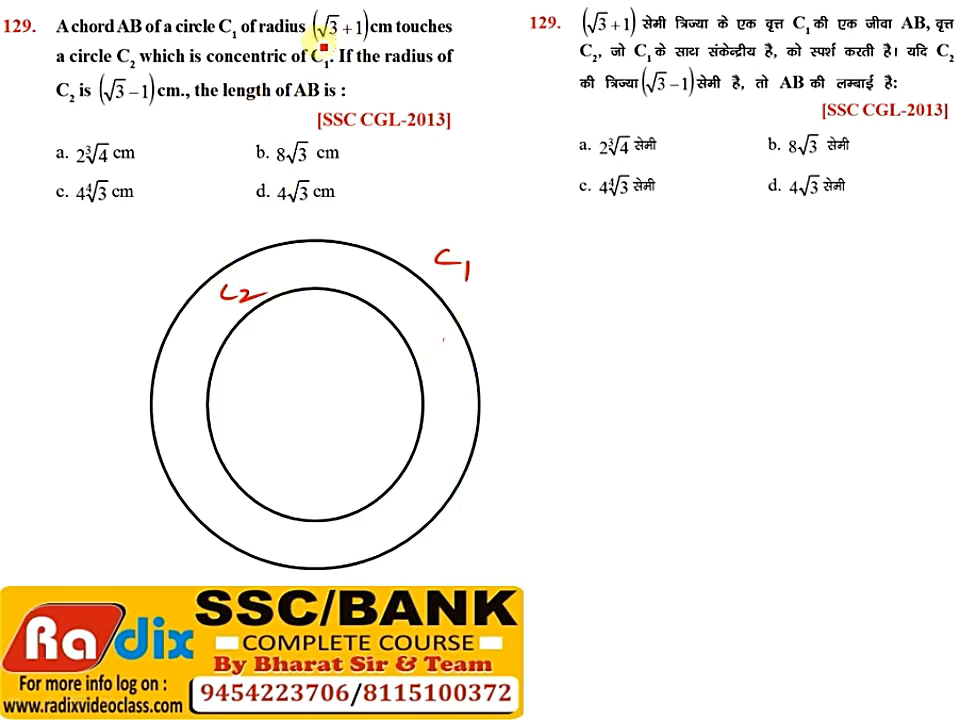 129. A chord AB of a circle C₁ of radius (√3 + 1) cm touches
a circle C₂ which is concentric of C₁. If the radius of
C₂ is (√3 − 1) cm., the length of AB is :
[SSC CGL-2013]
a. 2∛4 cm b. 8√3 cm
c. 4∜3 cm d. 4√3 cm
129. (√3 + 1) सेमी त्रिज्या के एक वृत्त C₁ की एक जीवा AB, वृत्त
C₂, जो C₁ के साथ संकेन्द्रीय है, को स्पर्श करती है। यदि C₂
की त्रिज्या (√3 − 1) सेमी है, तो AB की लम्बाई है:
[SSC CGL-2013]
a. 2∛4 सेमी b. 8√3 सेमी
c. 4∜3 सेमी d. 4√3 सेमी
C₁
C₂
Radix
SSC/BANK
COMPLETE COURSE
By Bharat Sir & Team
For more info log on :
www.radixvideoclass.com
9454223706/8115100372